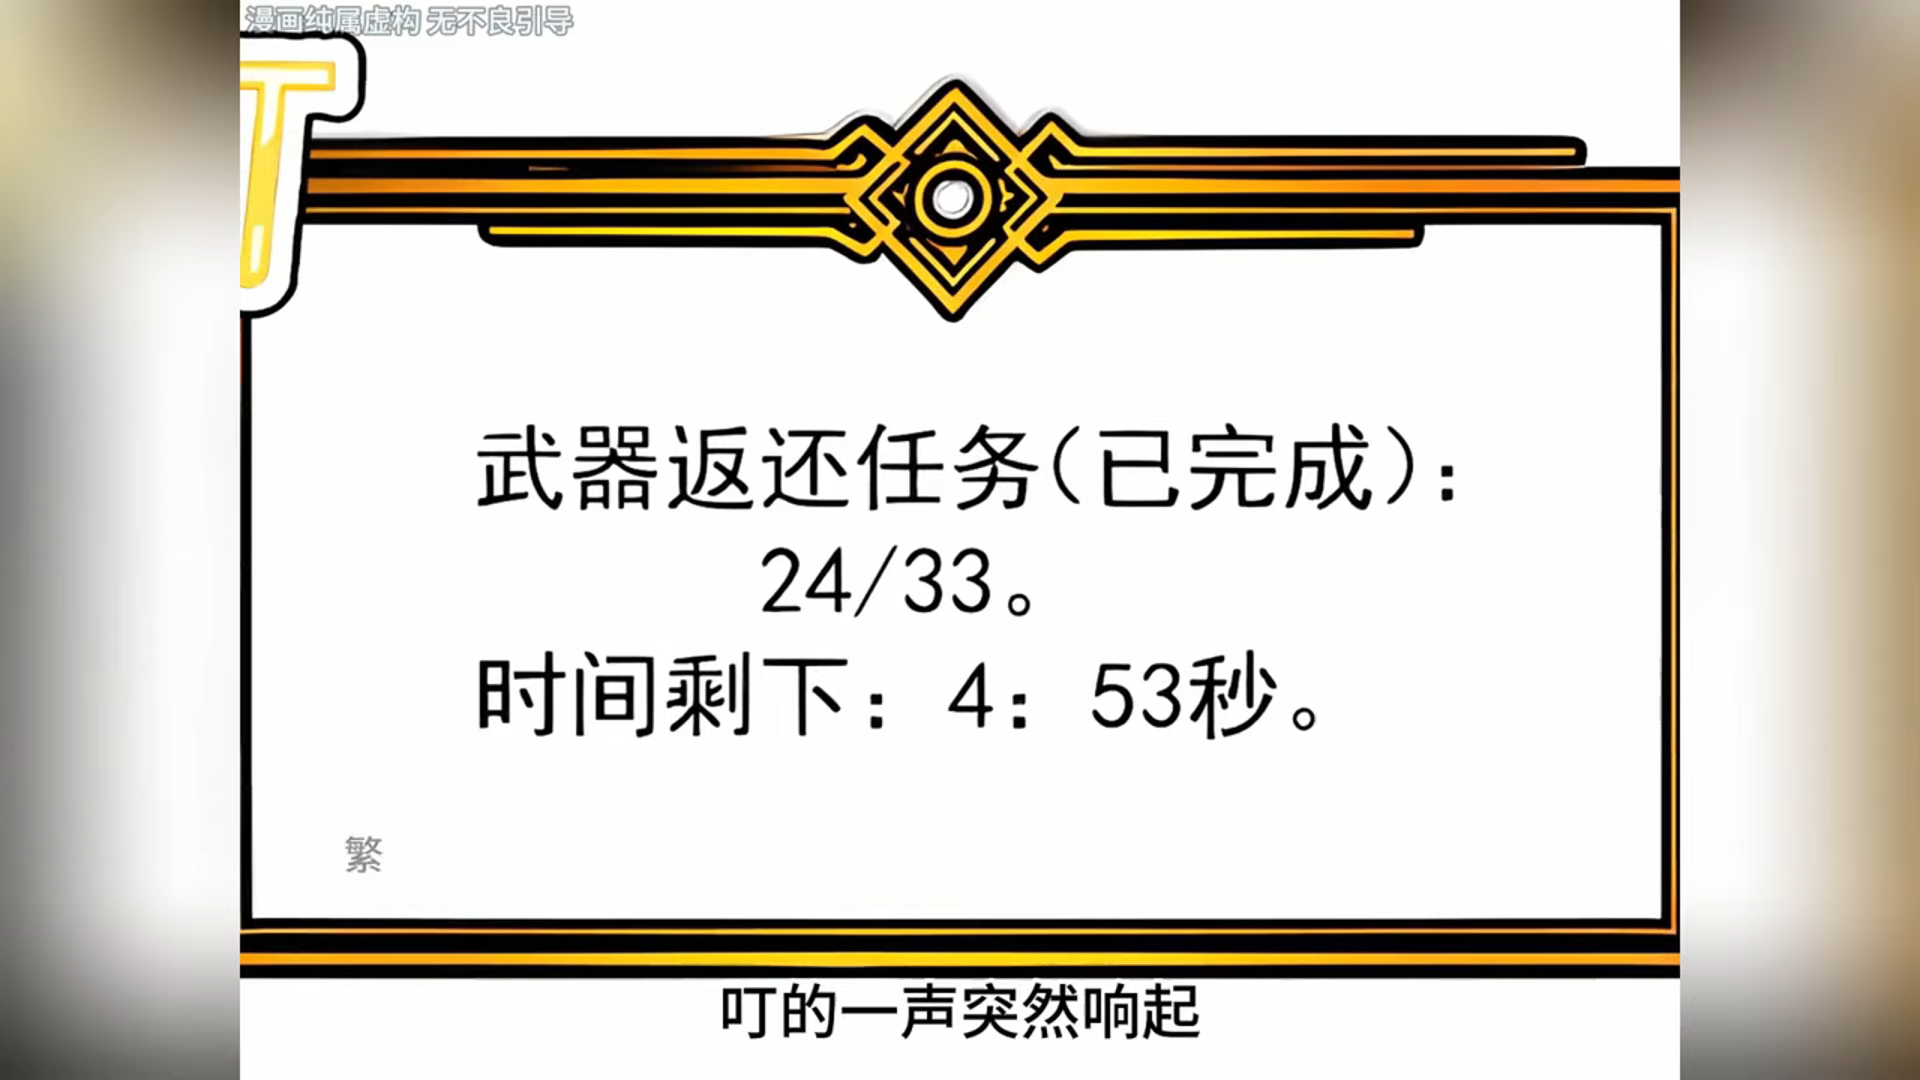 漫画纯属虚构 无不良引导
武器返还任务(已完成):
24/33。
时间剩下:4:53秒。
繁
叮的一声突然响起